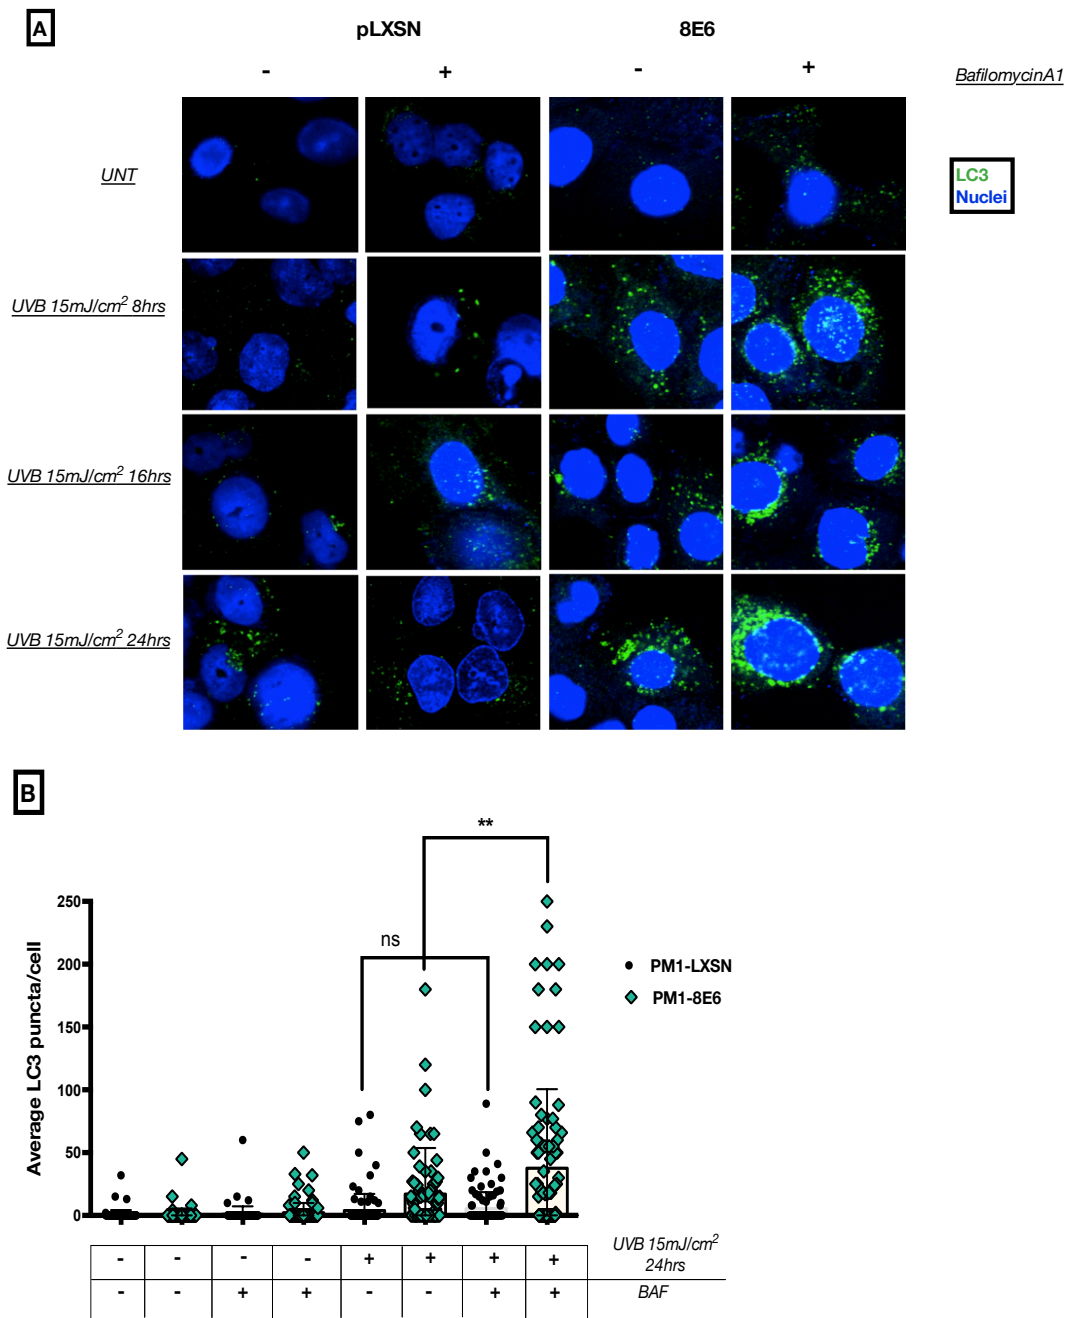 A
pLXSN 8E6
- + - + BafilomycinA1
UNT
LC3
Nuclei
UVB 15mJ/cm² 8hrs
UVB 15mJ/cm² 16hrs
UVB 15mJ/cm² 24hrs
B
**
ns
250
200
150
100
50
0
Average LC3 puncta/cell
PM1-LXSN
PM1-8E6
- - - - + + + + UVB 15mJ/cm² 24hrs
- - + + - - + + BAF